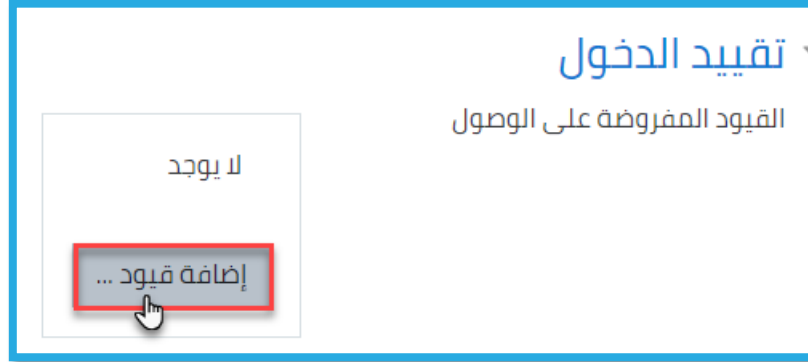 تقييد الدخول
القيود المفروضة على الوصول
لا يوجد
إضافة قيود ...